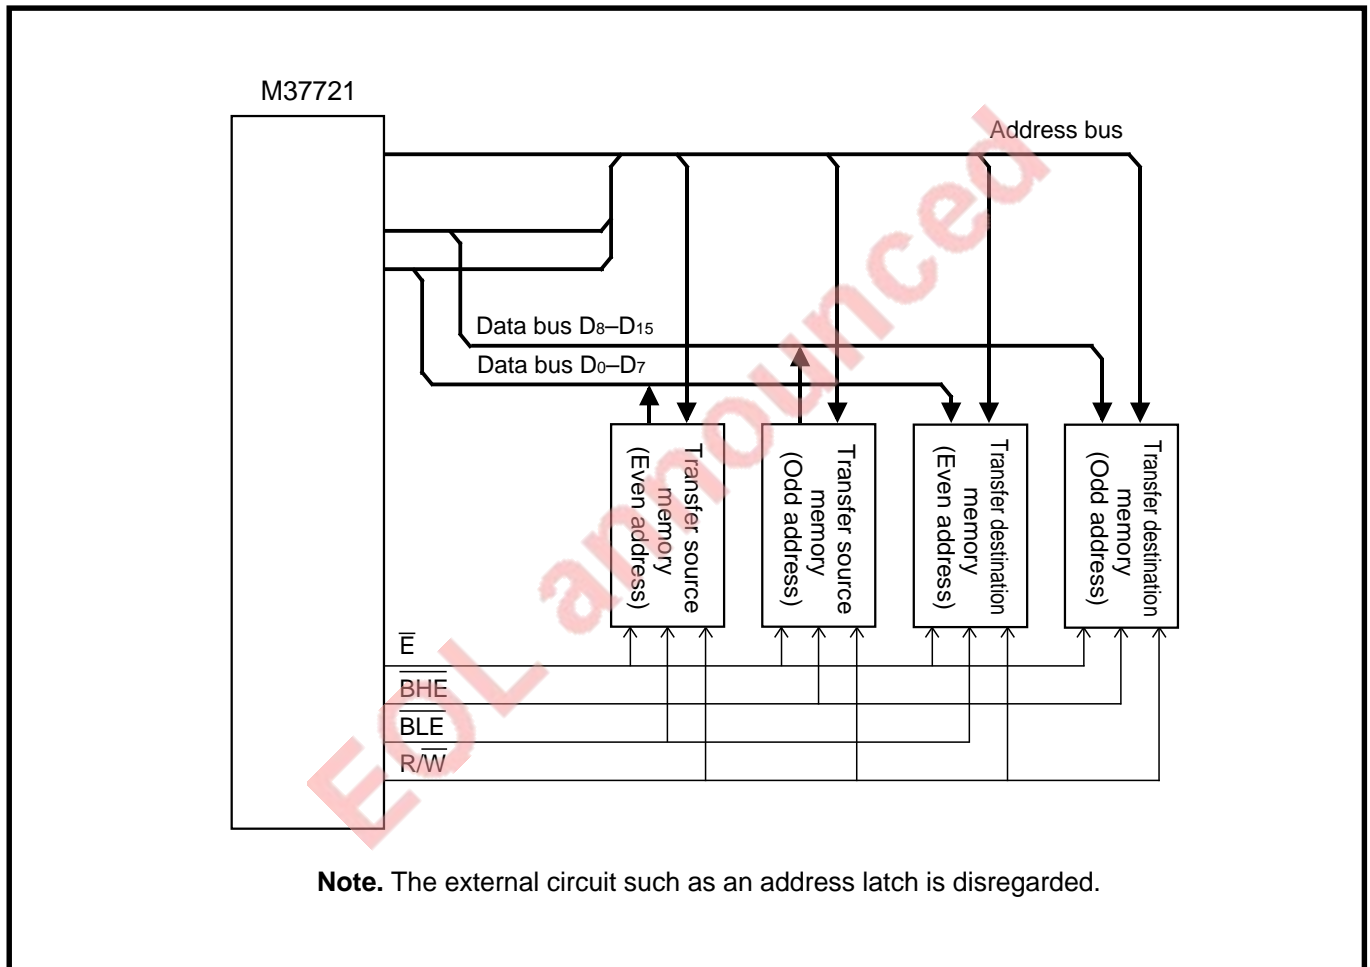 M37721
Address bus
Data bus D8–D15
Data bus D0–D7
Transfer source
memory
(Even address)
Transfer source
memory
(Odd address)
Transfer destination
memory
(Even address)
Transfer destination
memory
(Odd address)
E̅
B̅H̅E̅
B̅L̅E̅
R/W̅
EOL announced
Note. The external circuit such as an address latch is disregarded.